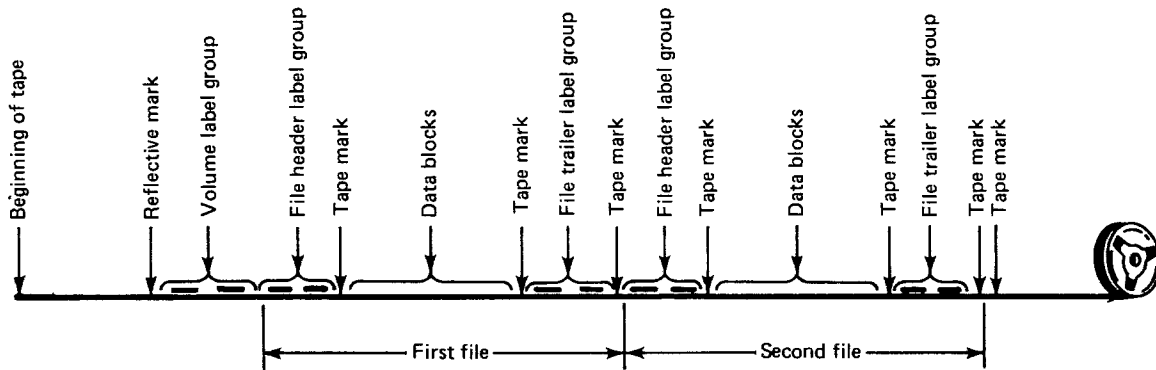 Beginning of tape
Reflective mark
Volume label group
File header label group
Tape mark
Data blocks
Tape mark
File trailer label group
Tape mark
File header label group
Tape mark
Data blocks
Tape mark
File trailer label group
Tape mark
Tape mark
First file
Second file